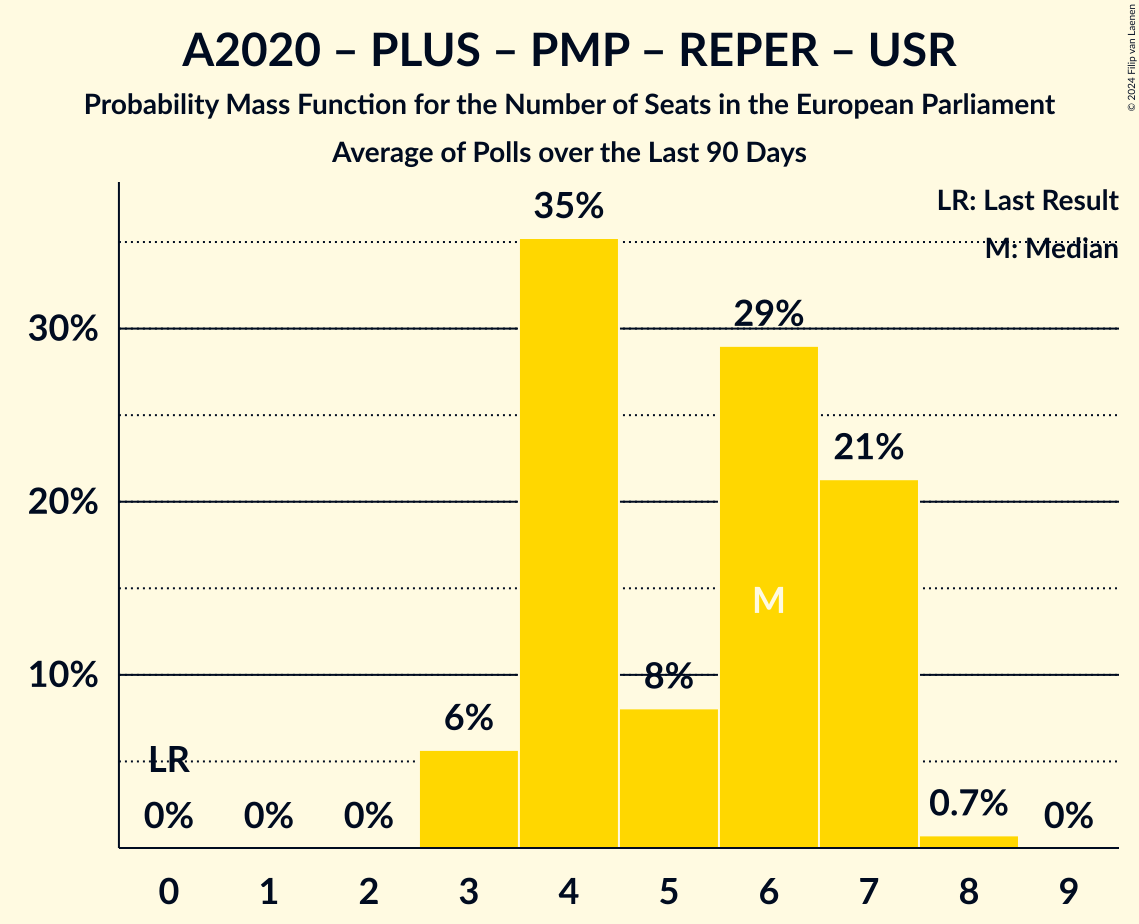 A2020 – PLUS – PMP – REPER – USR
Probability Mass Function for the Number of Seats in the European Parliament
Average of Polls over the Last 90 Days
© 2024 Filip van Laenen
LR: Last Result
M: Median
35%
30%
29%
21%
20%
M
10%
8%
6%
LR
0%
0%
0%
0.7%
0%
0 1 2 3 4 5 6 7 8 9